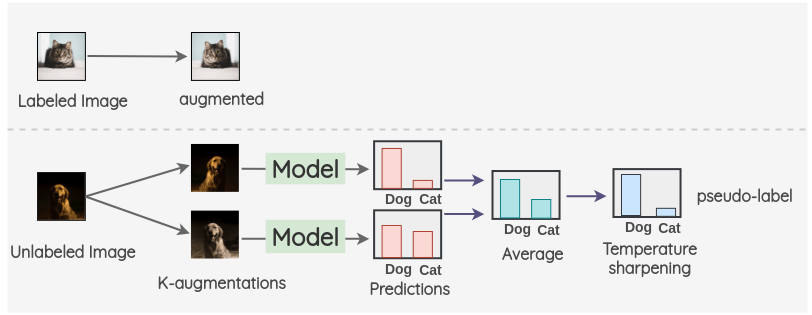 Labeled Image
augmented
Model
Dog Cat
pseudo-label
Unlabeled Image
Model
Dog Cat
Dog Cat
Average
Dog Cat
Temperature
sharpening
K-augmentations
Predictions